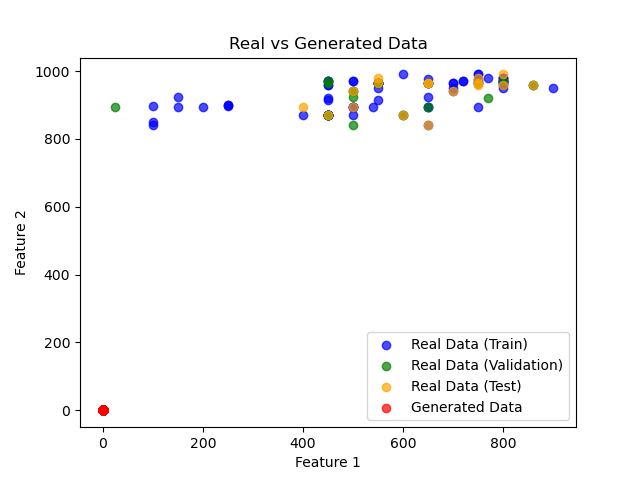 Real vs Generated Data
1000
800
600
400
200
0
Feature 2
Real Data (Train)
Real Data (Validation)
Real Data (Test)
Generated Data
0 200 400 600 800
Feature 1